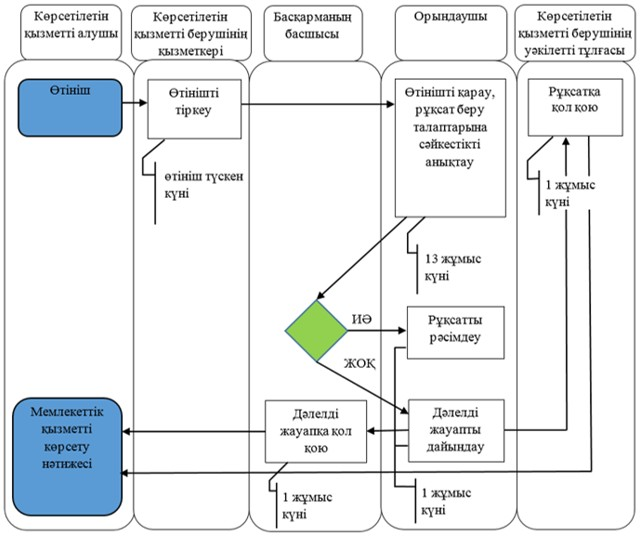 Көрсетілетін
қызметті алушы
Көрсетілетін
қызметті берушінің
қызметкері
Басқарманың
басшысы
Орындаушы
Көрсетілетін
қызметті берушінің
уәкілетті тұлғасы
Өтініш
Өтінішті
тіркеу
Өтінішті қарау,
рұқсат беру
талаптарына
сәйкестікті
анықтау
Рұқсатқа
қол қою
өтініш түскен
күні
1 жұмыс
күні
13 жұмыс
күні
ИӘ
Рұқсатты
рәсімдеу
ЖОҚ
Мемлекеттік
қызметті
көрсету
нәтижесі
Дәлелді
жауапқа қол
қою
Дәлелді
жауапты
дайындау
1 жұмыс
күні
1 жұмыс
күні